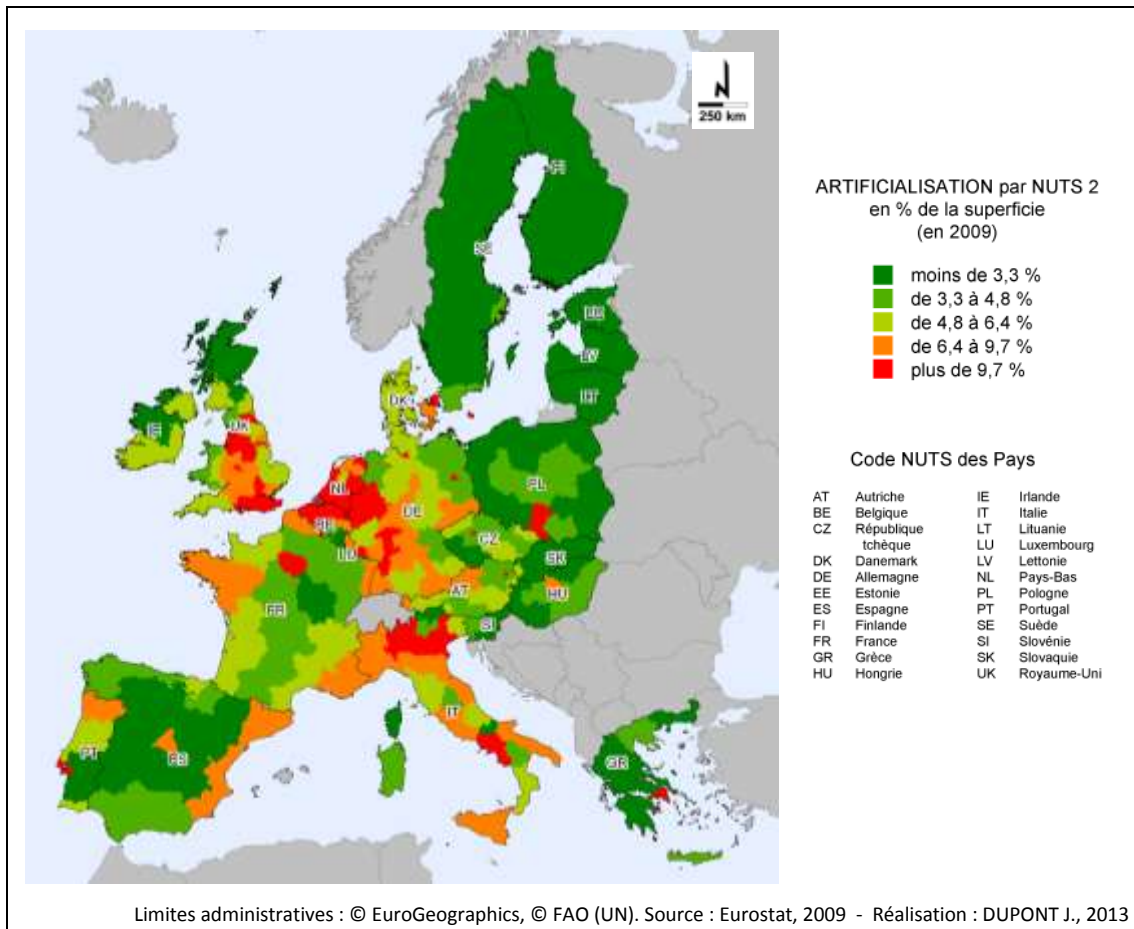 250 km
FI
SE
EE
LV
LT
DK
IE
UK
NL
PL
BE
DE
LU
CZ
SK
AT
HU
FR
SI
IT
PT
ES
GR
ARTIFICIALISATION par NUTS 2
en % de la superficie
(en 2009)
moins de 3,3 %
de 3,3 à 4,8 %
de 4,8 à 6,4 %
de 6,4 à 9,7 %
plus de 9,7 %
Code NUTS des Pays
AT Autriche IE Irlande
BE Belgique IT Italie
CZ République LT Lituanie
tchèque LU Luxembourg
DK Danemark LV Lettonie
DE Allemagne NL Pays-Bas
EE Estonie PL Pologne
ES Espagne PT Portugal
FI Finlande SE Suède
FR France SI Slovénie
GR Grèce SK Slovaquie
HU Hongrie UK Royaume-Uni
Limites administratives : © EuroGeographics, © FAO (UN). Source : Eurostat, 2009 - Réalisation : DUPONT J., 2013